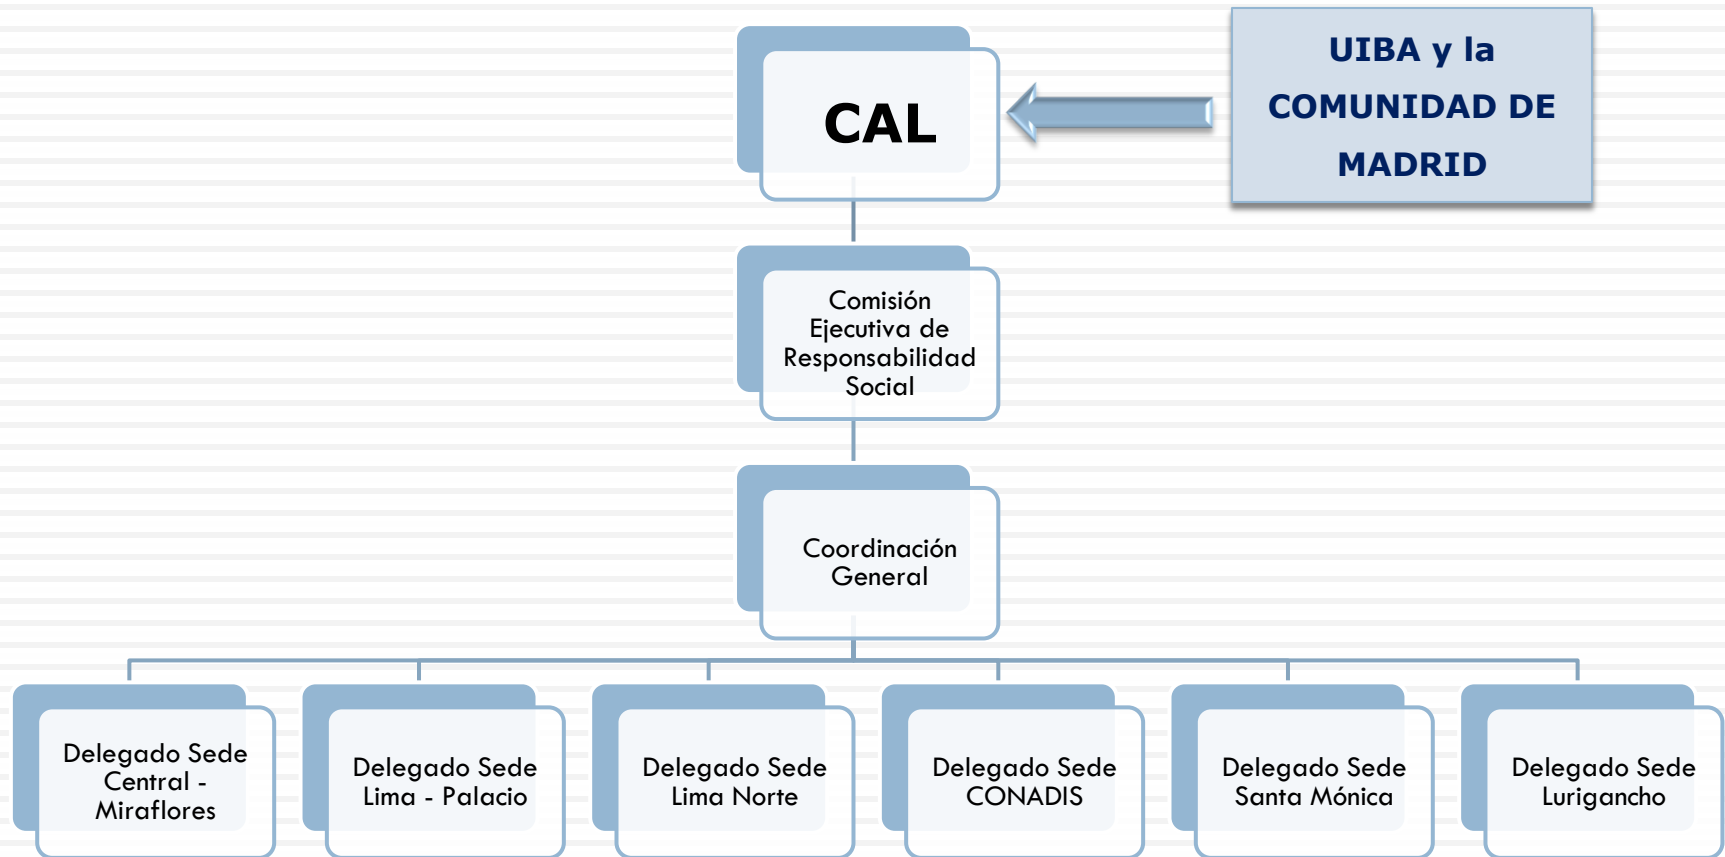 CAL
UIBA y la
COMUNIDAD DE
MADRID
Comisión
Ejecutiva de
Responsabilidad
Social
Coordinación
General
Delegado Sede
Central -
Miraflores
Delegado Sede
Lima - Palacio
Delegado Sede
Lima Norte
Delegado Sede
CONADIS
Delegado Sede
Santa Mónica
Delegado Sede
Lurigancho